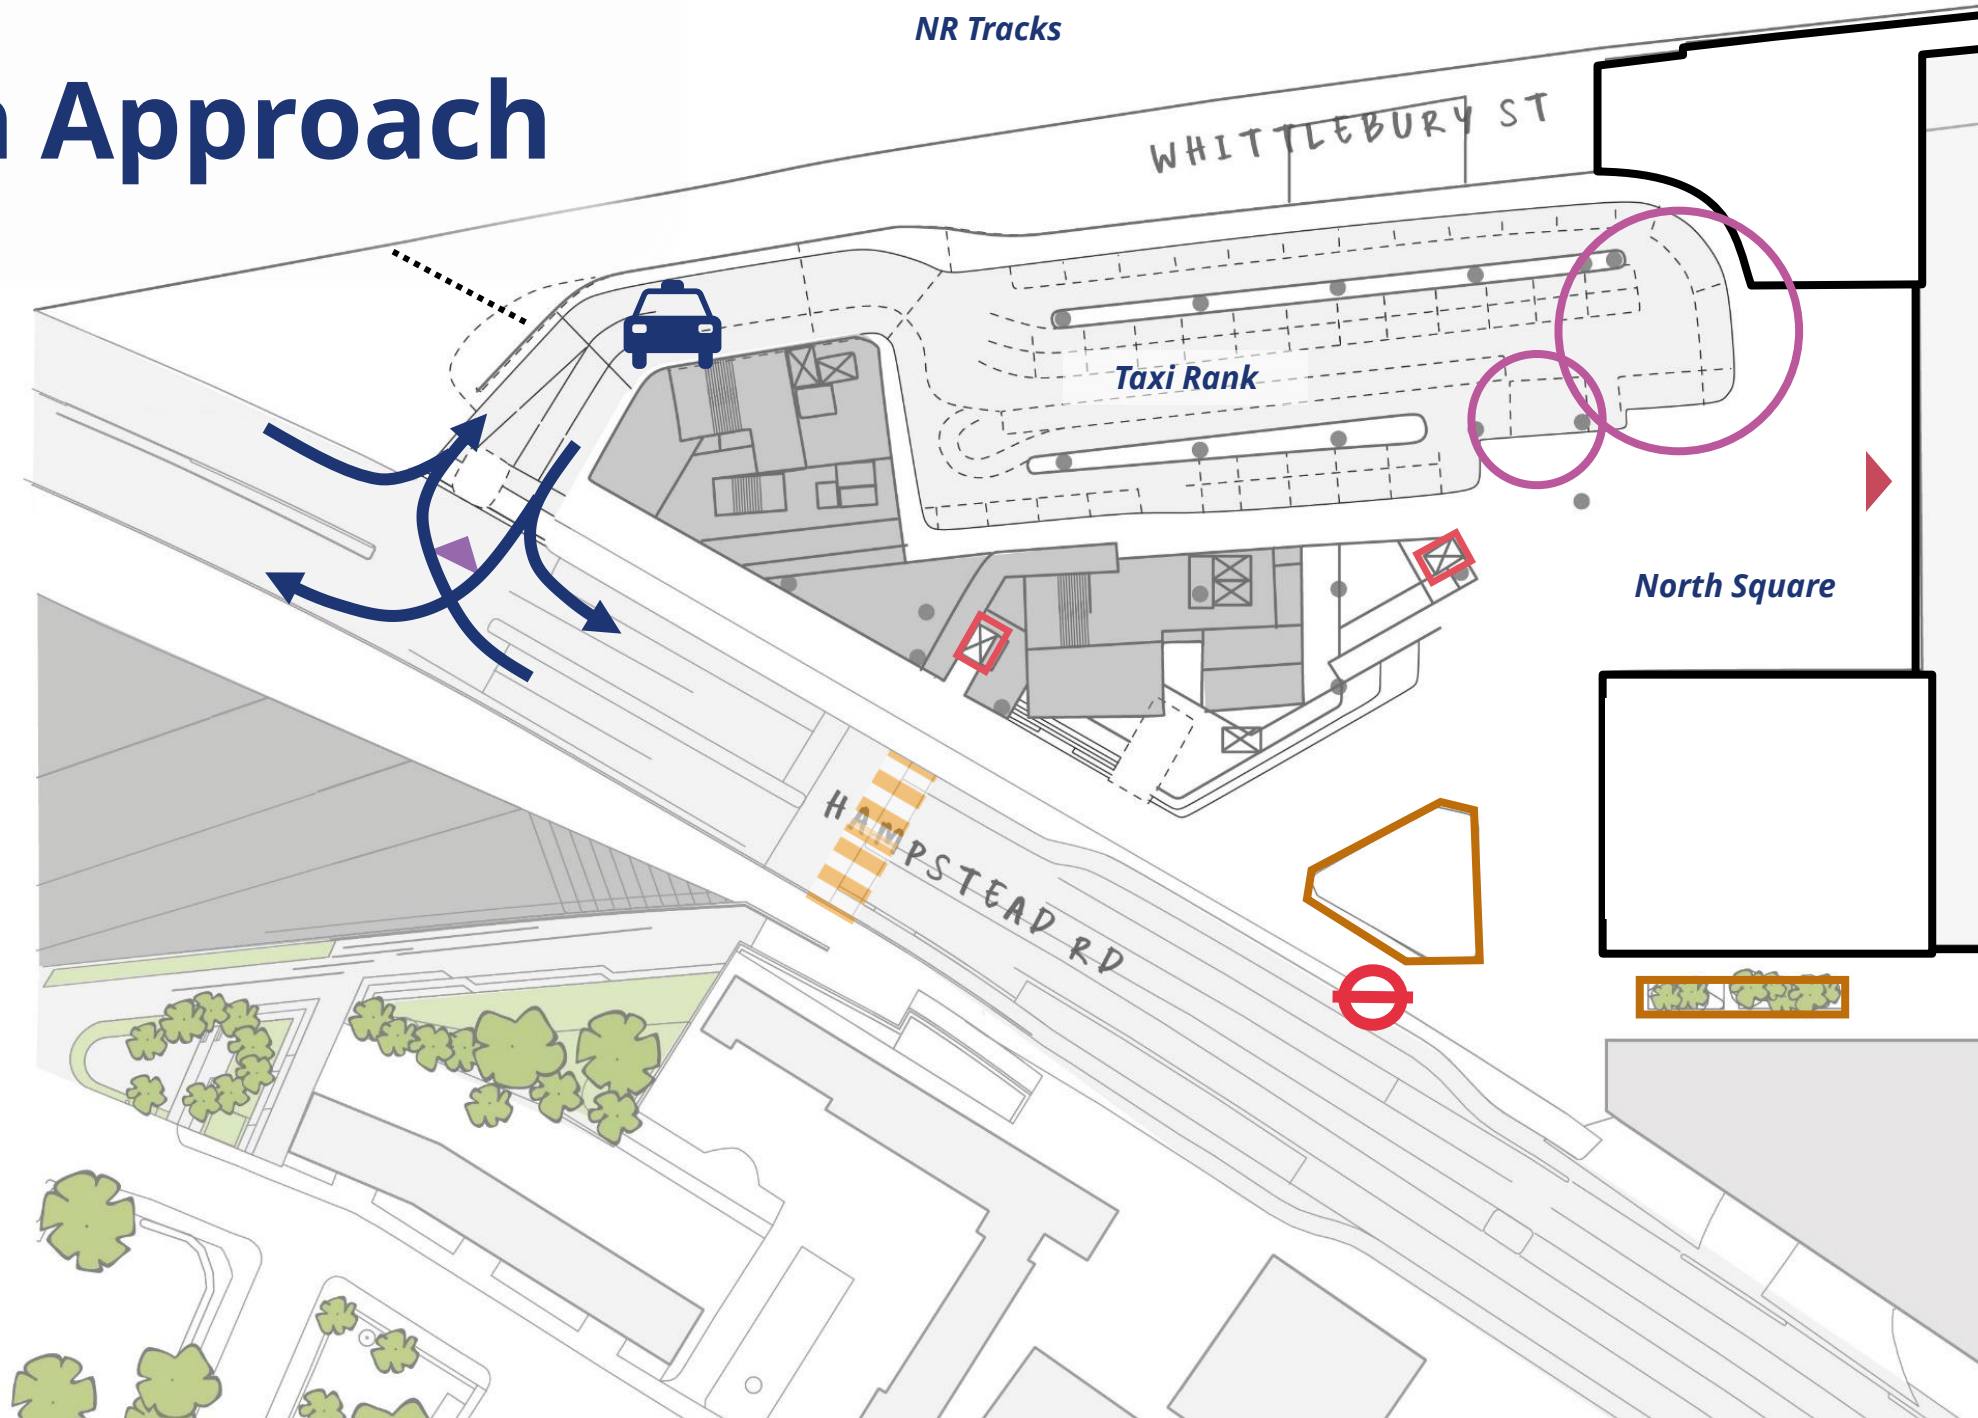 NR Tracks
Approach
WHITTLEBURY ST
Taxi Rank
North Square
HAMPSTEAD RD